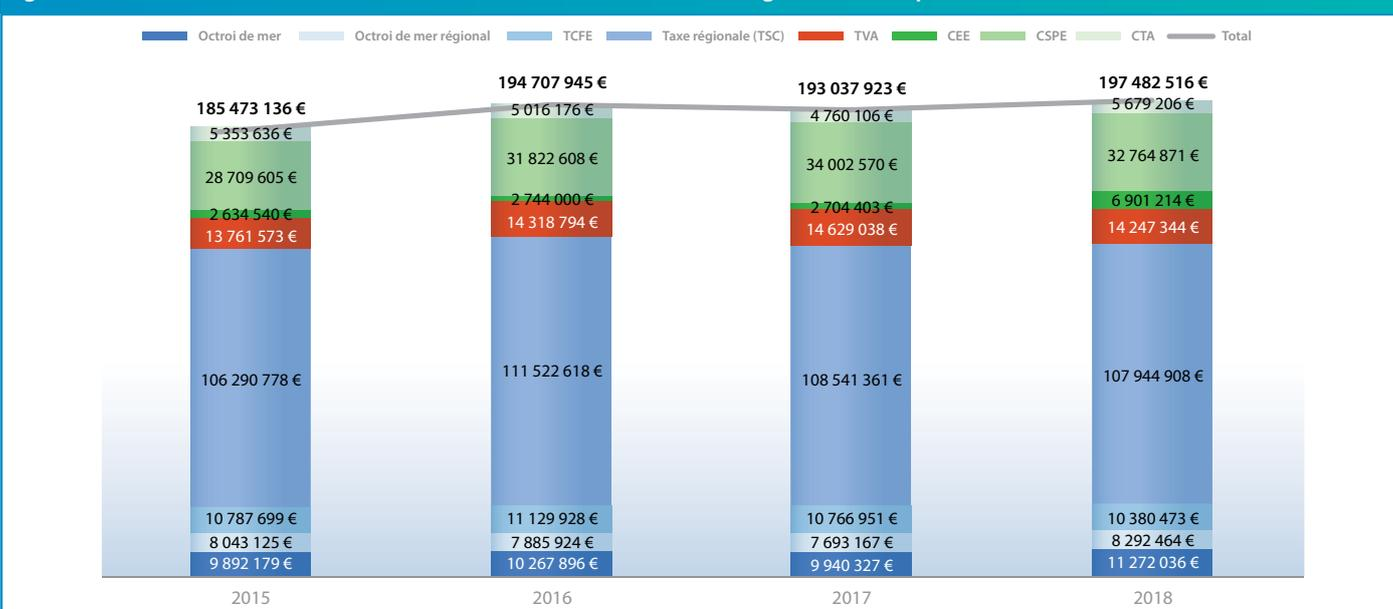 Octroi de mer Octroi de mer régional TCFE Taxe régionale (TSC) TVA CEE CSPE CTA Total
185 473 136 € 194 707 945 € 193 037 923 € 197 482 516 €
5 353 636 € 5 016 176 € 4 760 106 € 5 679 206 €
28 709 605 € 31 822 608 € 34 002 570 € 32 764 871 €
2 634 540 € 2 744 000 € 2 704 403 € 6 901 214 €
13 761 573 € 14 318 794 € 14 629 038 € 14 247 344 €
106 290 778 € 111 522 618 € 108 541 361 € 107 944 908 €
10 787 699 € 11 129 928 € 10 766 951 € 10 380 473 €
8 043 125 € 7 885 924 € 7 693 167 € 8 292 464 €
9 892 179 € 10 267 896 € 9 940 327 € 11 272 036 €
2015 2016 2017 2018